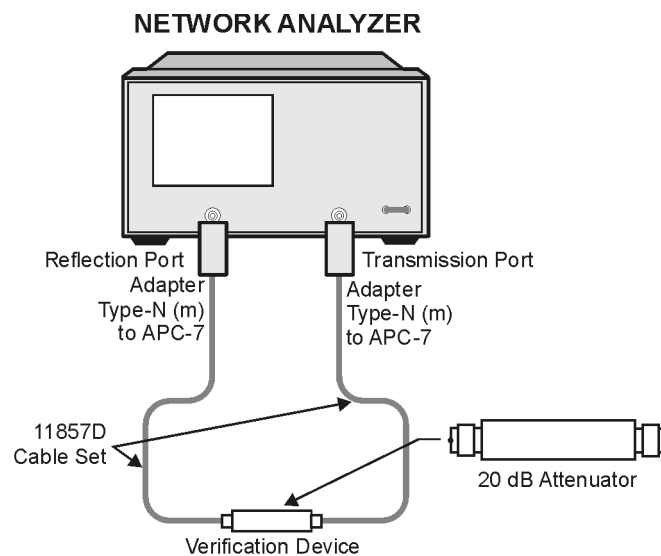 NETWORK ANALYZER
Reflection Port
Adapter
Type-N (m)
to APC-7
Transmission Port
Adapter
Type-N (m)
to APC-7
11857D
Cable Set
20 dB Attenuator
Verification Device